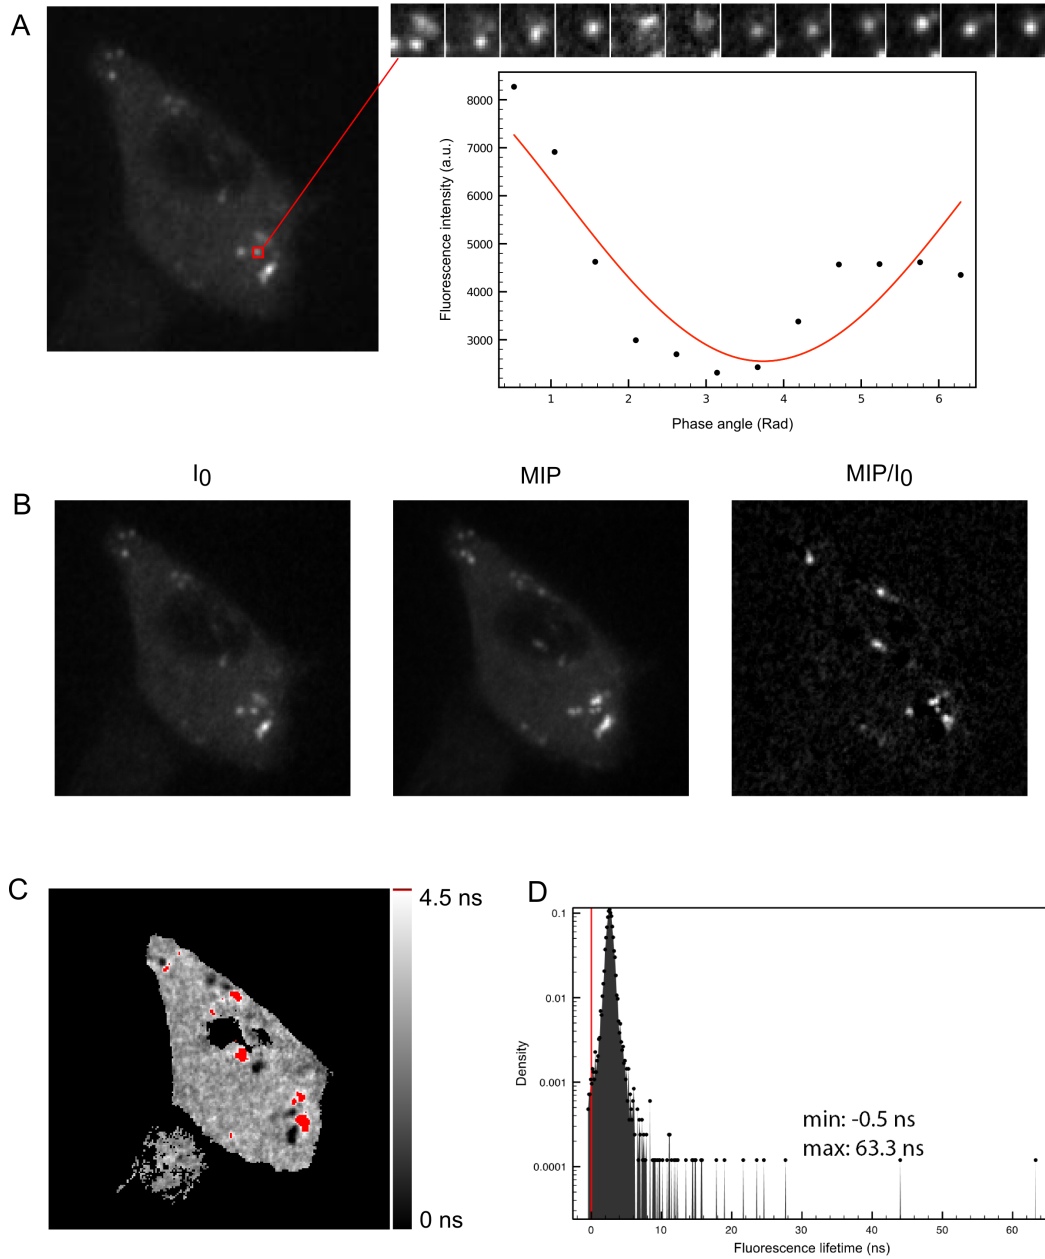 A
8000
7000
6000
5000
4000
3000
Fluorescence intensity (a.u.)
1 2 3 4 5 6
Phase angle (Rad)
I0 MIP MIP/I0
B
C
4.5 ns
0 ns
D
0.1
0.01
0.001
0.0001
Density
min: -0.5 ns
max: 63.3 ns
0 10 20 30 40 50 60
Fluorescence lifetime (ns)